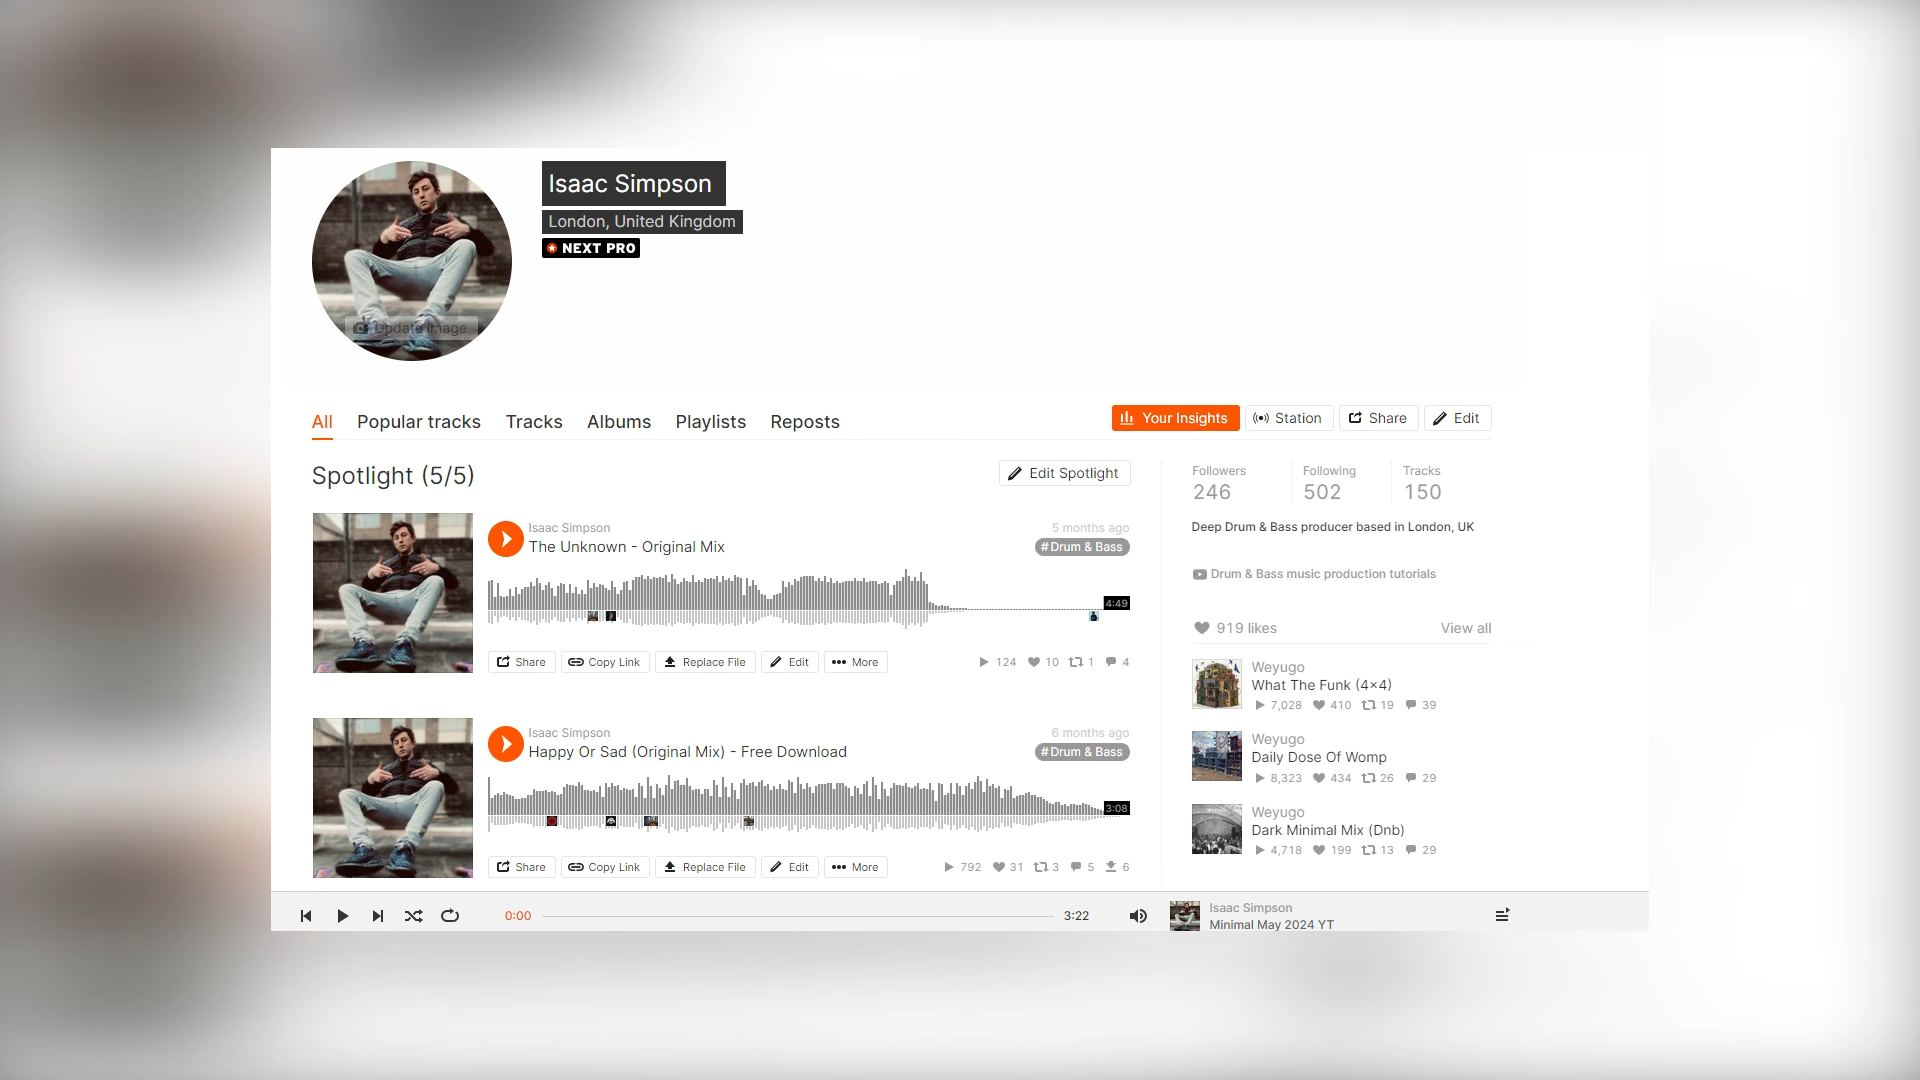 Isaac Simpson
London, United Kingdom
NEXT PRO
Update image
All Popular tracks Tracks Albums Playlists Reposts
Your Insights Station Share Edit
Spotlight (5/5)
Edit Spotlight
Isaac Simpson
5 months ago
The Unknown - Original Mix
#Drum & Bass
4:49
Share Copy Link Replace File Edit More
124 10 1 4
Isaac Simpson
6 months ago
Happy Or Sad (Original Mix) - Free Download
#Drum & Bass
3:08
Share Copy Link Replace File Edit More
792 31 3 5 6
Followers Following Tracks
246 502 150
Deep Drum & Bass producer based in London, UK
Drum & Bass music production tutorials
919 likes View all
Weyugo
What The Funk (4×4)
7,028 410 19 39
Weyugo
Daily Dose Of Womp
8,323 434 26 29
Weyugo
Dark Minimal Mix (Dnb)
4,718 199 13 29
0:00 3:22
Isaac Simpson
Minimal May 2024 YT